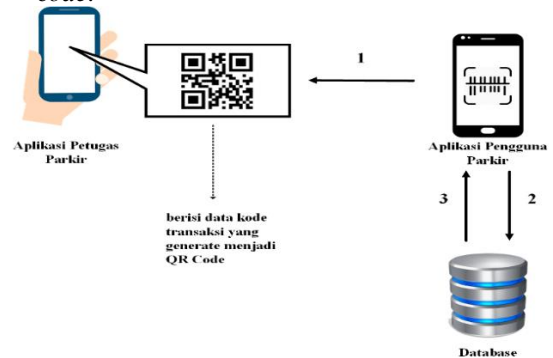 code.
1
Aplikasi Petugas
Parkir
Aplikasi Pengguna
Parkir
3
2
berisi data kode
transaksi yang
generate menjadi
QR Code
Database